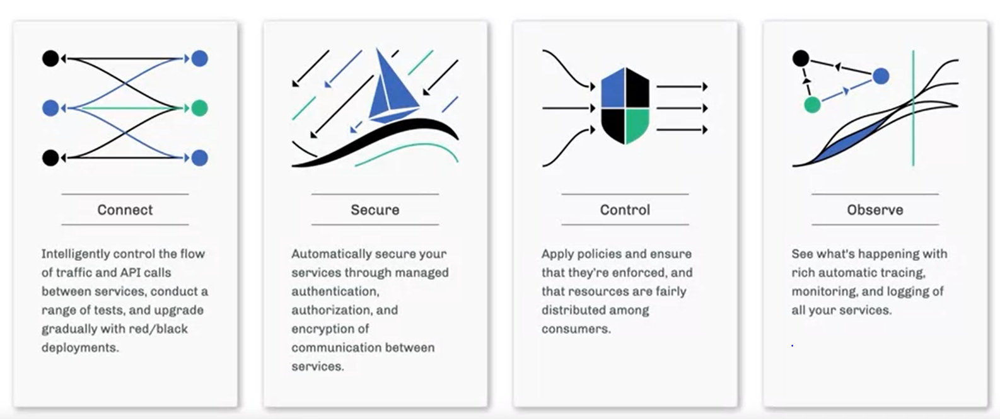 Connect
Intelligently control the flow
of traffic and API calls
between services, conduct a
range of tests, and upgrade
gradually with red/black
deployments.
Secure
Automatically secure your
services through managed
authentication,
authorization, and
encryption of
communication between
services.
Control
Apply policies and ensure
that they're enforced, and
that resources are fairly
distributed among
consumers.
Observe
See what's happening with
rich automatic tracing,
monitoring, and logging of
all your services.